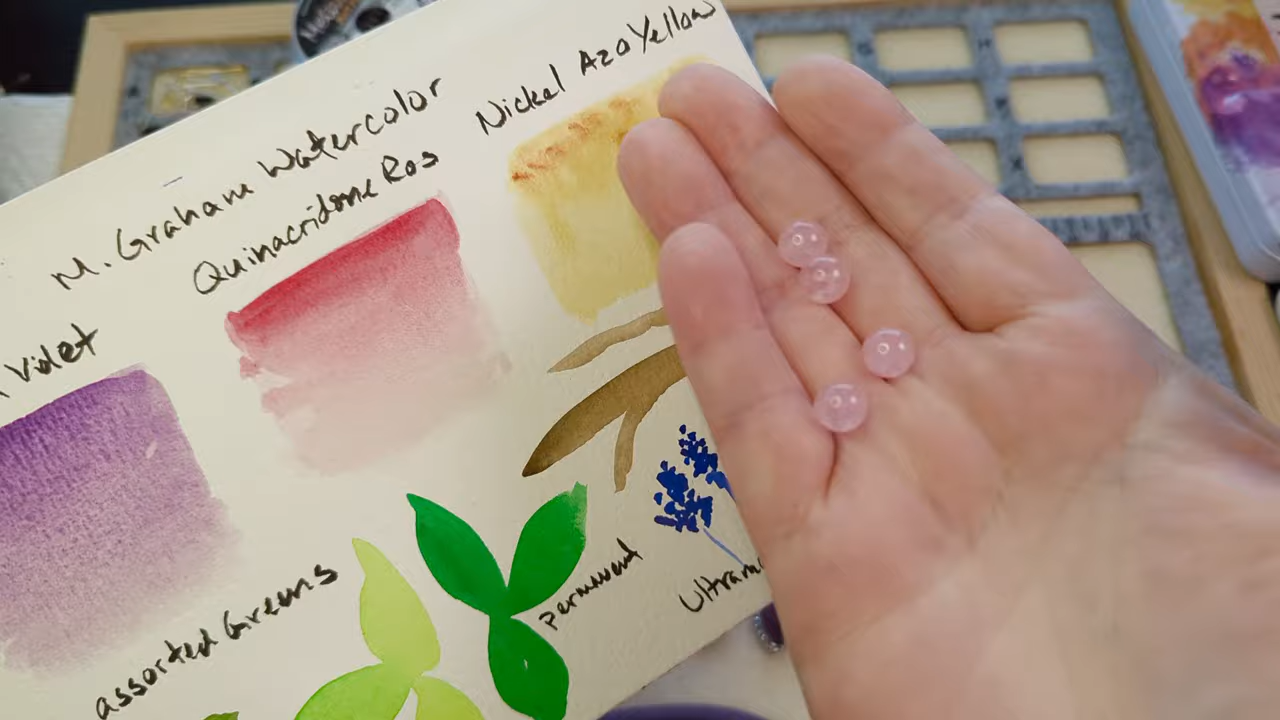 M. Graham Watercolor
Nickel Azo Yellow
Quinacridone Ros
Violet
assorted Greens
permanent
Ultram